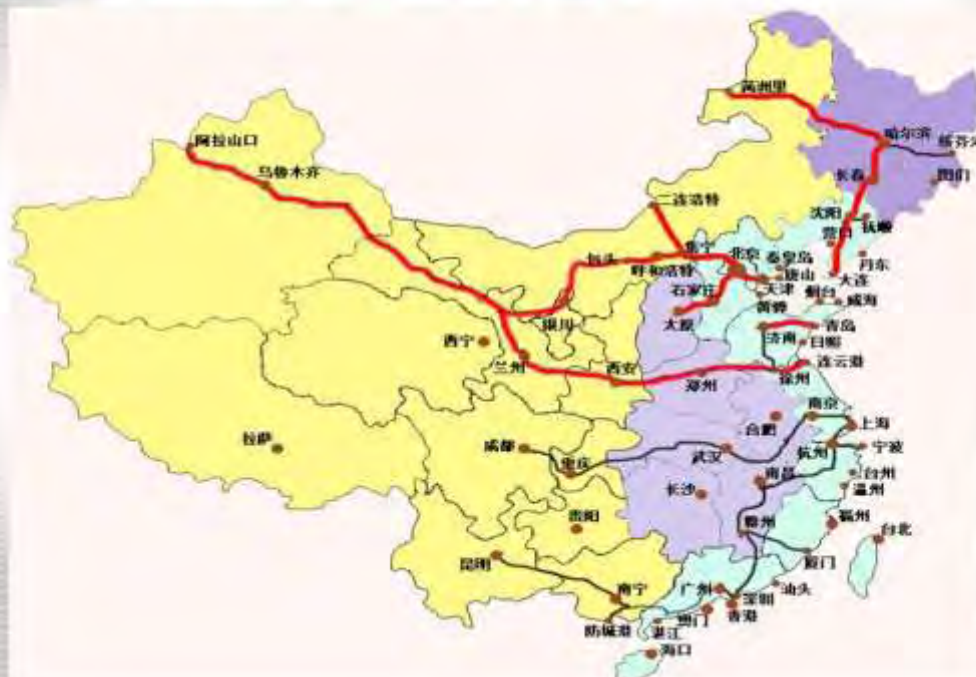 满洲里
哈尔滨
绥芬河
阿拉山口
长春
图们
乌鲁木齐
二连浩特
沈阳
抚顺
营口
集宁
北京
丹东
包头
呼和浩特
秦皇岛
唐山
大连
石家庄
天津
烟台
威海
黄骅
银川
太原
青岛
西宁
济南
日照
兰州
西安
郑州
徐州
连云港
南京
合肥
上海
拉萨
成都
武汉
杭州
宁波
重庆
南昌
台州
长沙
温州
贵阳
赣州
福州
台北
昆明
厦门
南宁
广州
深圳
汕头
防城港
湛江
澳门
香港
海口